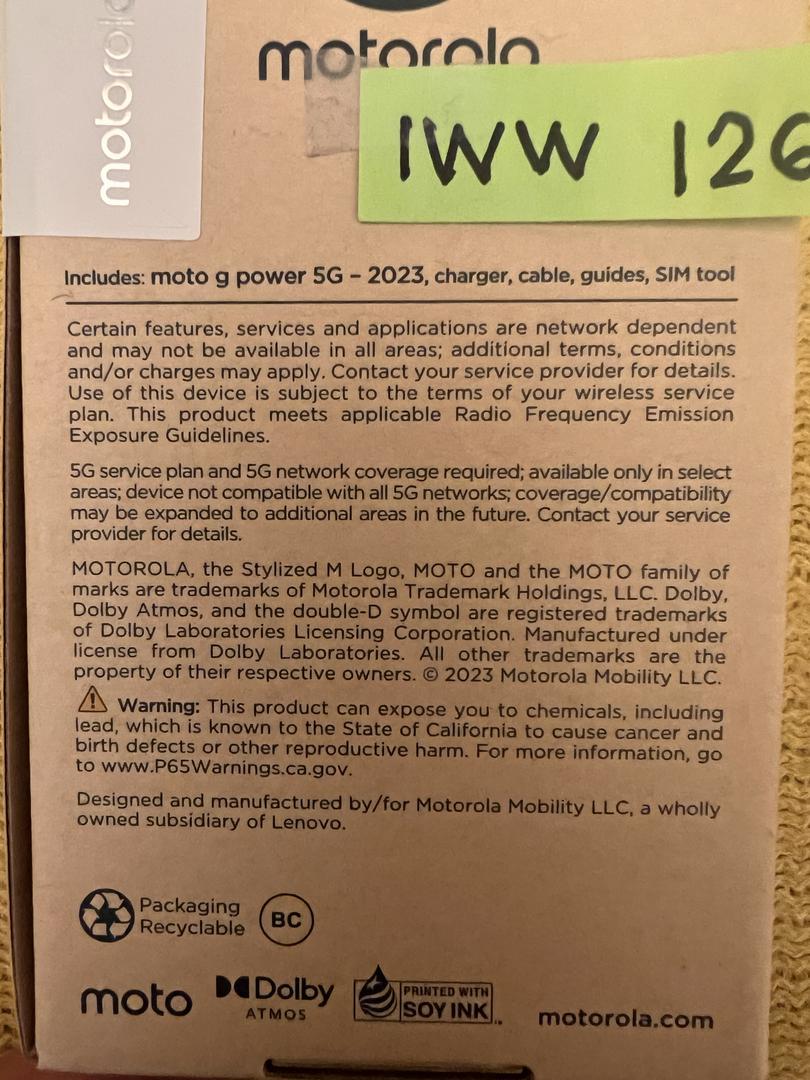 motorola
motorola
IWW 126
Includes: moto g power 5G – 2023, charger, cable, guides, SIM tool
Certain features, services and applications are network dependent
and may not be available in all areas; additional terms, conditions
and/or charges may apply. Contact your service provider for details.
Use of this device is subject to the terms of your wireless service
plan. This product meets applicable Radio Frequency Emission
Exposure Guidelines.
5G service plan and 5G network coverage required; available only in select
areas; device not compatible with all 5G networks; coverage/compatibility
may be expanded to additional areas in the future. Contact your service
provider for details.
MOTOROLA, the Stylized M Logo, MOTO and the MOTO family of
marks are trademarks of Motorola Trademark Holdings, LLC. Dolby,
Dolby Atmos, and the double-D symbol are registered trademarks
of Dolby Laboratories Licensing Corporation. Manufactured under
license from Dolby Laboratories. All other trademarks are the
property of their respective owners. © 2023 Motorola Mobility LLC.
Warning: This product can expose you to chemicals, including
lead, which is known to the State of California to cause cancer and
birth defects or other reproductive harm. For more information, go
to www.P65Warnings.ca.gov.
Designed and manufactured by/for Motorola Mobility LLC, a wholly
owned subsidiary of Lenovo.
Packaging
Recyclable
BC
moto
Dolby
ATMOS
PRINTED WITH
SOY INK
motorola.com